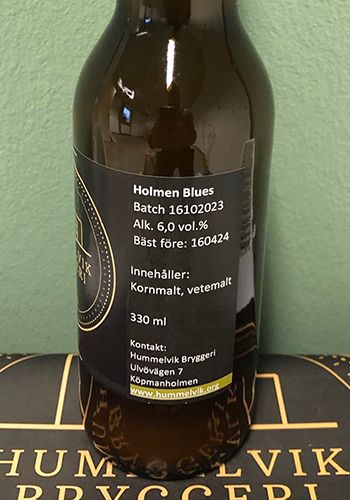 Holmen Blues
Batch 16102023
Alk. 6,0 vol.%
Bäst före: 160424
Innehåller:
Kornmalt, vetemalt
330 ml
Kontakt:
Hummelvik Bryggeri
Ulvövägen 7
Köpmanholmen
www.hummelvik.org
HUMMELVIK
BRYGGERI